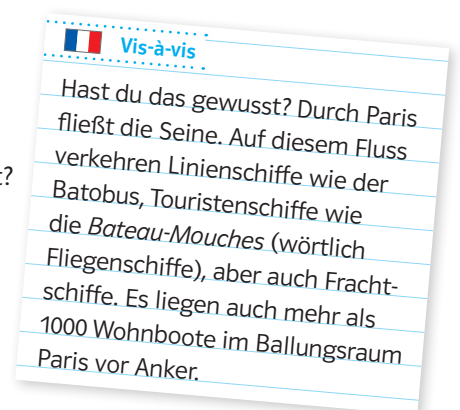 Vis-à-vis
Hast du das gewusst? Durch Paris
fließt die Seine. Auf diesem Fluss
verkehren Linienschiffe wie der
Batobus, Touristenschiffe wie
die Bateau-Mouches (wörtlich
Fliegenschiffe), aber auch Fracht-
schiffe. Es liegen auch mehr als
1000 Wohnboote im Ballungsraum
Paris vor Anker.